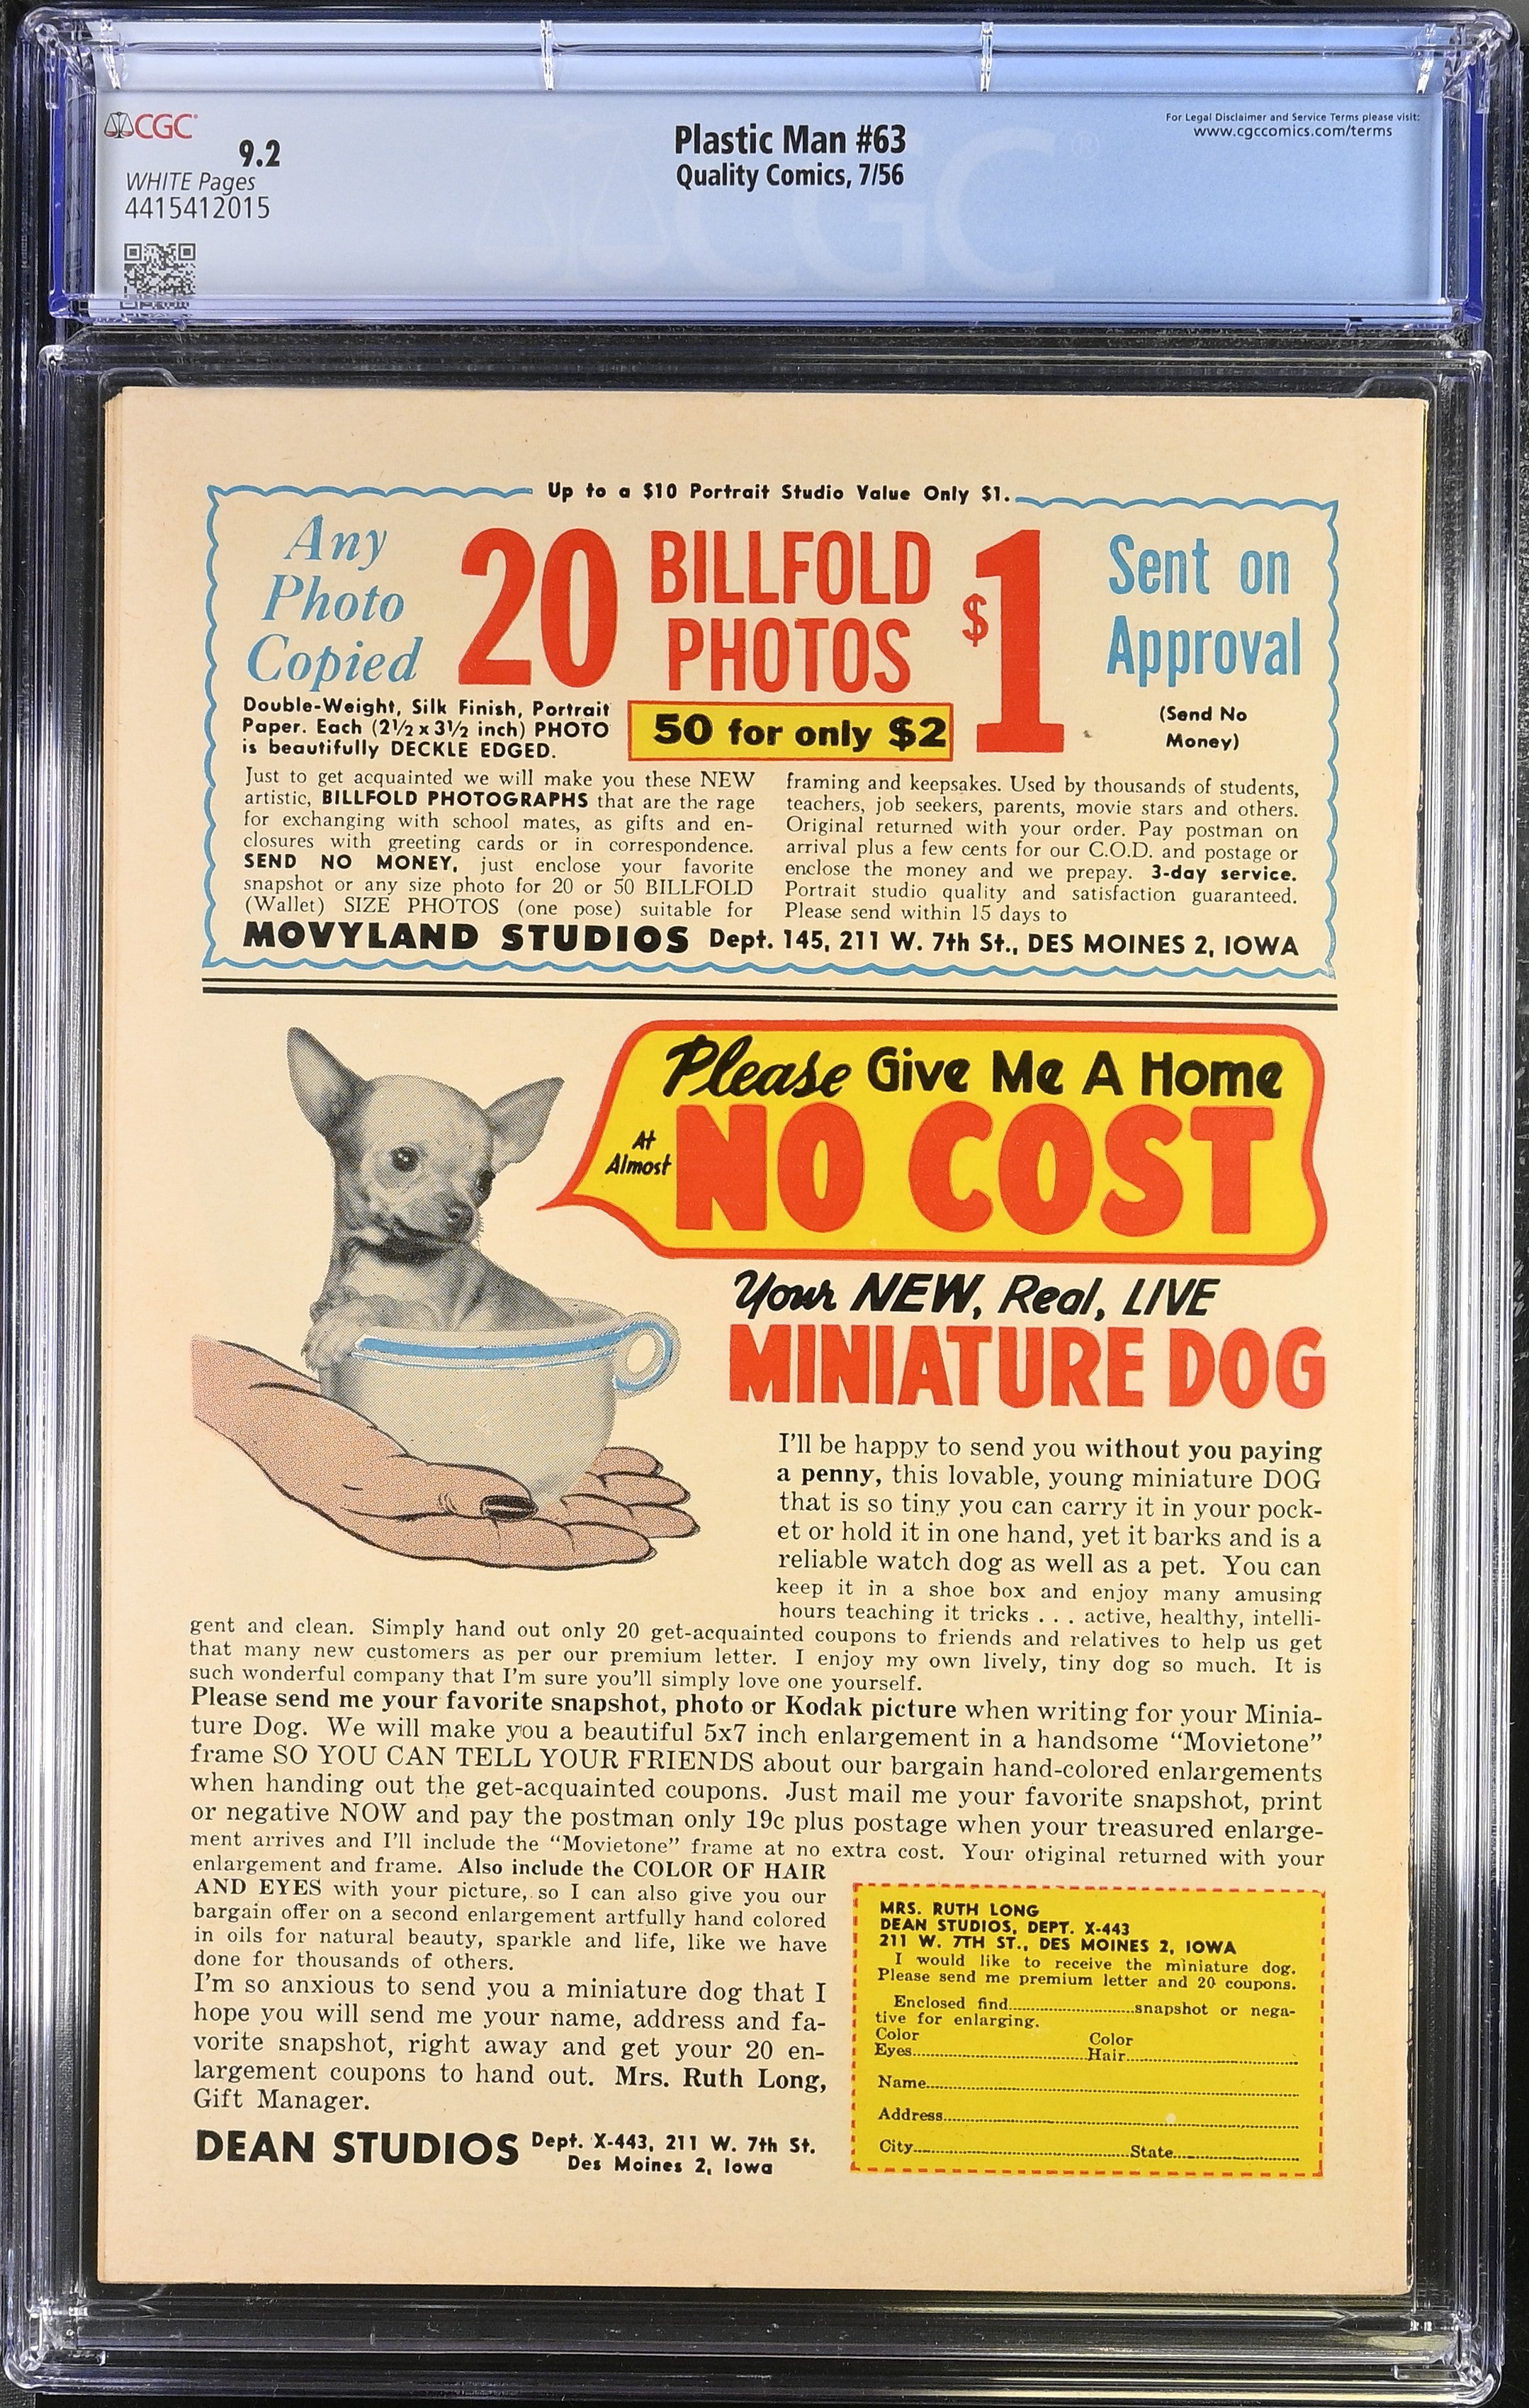 CGC
9.2
WHITE Pages
4415412015
Plastic Man #63
Quality Comics, 7/56
For Legal Disclaimer and Service Terms please visit:
www.cgccomics.com/terms
CGC®
Up to a $10 Portrait Studio Value Only $1.
Any
Photo
Copied
20
BILLFOLD
PHOTOS
$1
Sent on
Approval
(Send No
Money)
Double-Weight, Silk Finish, Portrait
Paper. Each (2½ x 3½ inch) PHOTO
is beautifully DECKLE EDGED.
50 for only $2
Just to get acquainted we will make you these NEW
artistic, BILLFOLD PHOTOGRAPHS that are the rage
for exchanging with school mates, as gifts and en-
closures with greeting cards or in correspondence.
SEND NO MONEY, just enclose your favorite
snapshot or any size photo for 20 or 50 BILLFOLD
(Wallet) SIZE PHOTOS (one pose) suitable for
framing and keepsakes. Used by thousands of students,
teachers, job seekers, parents, movie stars and others.
Original returned with your order. Pay postman on
arrival plus a few cents for our C.O.D. and postage or
enclose the money and we prepay. 3-day service.
Portrait studio quality and satisfaction guaranteed.
Please send within 15 days to
MOVYLAND STUDIOS Dept. 145, 211 W. 7th St., DES MOINES 2, IOWA
Please Give Me A Home
At
Almost
NO COST
Your NEW, Real, LIVE
MINIATURE DOG
I'll be happy to send you without you paying
a penny, this lovable, young miniature DOG
that is so tiny you can carry it in your pock-
et or hold it in one hand, yet it barks and is a
reliable watch dog as well as a pet. You can
keep it in a shoe box and enjoy many amusing
hours teaching it tricks . . . active, healthy, intelli-
gent and clean. Simply hand out only 20 get-acquainted coupons to friends and relatives to help us get
that many new customers as per our premium letter. I enjoy my own lively, tiny dog so much. It is
such wonderful company that I'm sure you'll simply love one yourself.
Please send me your favorite snapshot, photo or Kodak picture when writing for your Minia-
ture Dog. We will make you a beautiful 5x7 inch enlargement in a handsome "Movietone"
frame SO YOU CAN TELL YOUR FRIENDS about our bargain hand-colored enlargements
when handing out the get-acquainted coupons. Just mail me your favorite snapshot, print
or negative NOW and pay the postman only 19c plus postage when your treasured enlarge-
ment arrives and I'll include the "Movietone" frame at no extra cost. Your original returned with your
enlargement and frame. Also include the COLOR OF HAIR
AND EYES with your picture, so I can also give you our
bargain offer on a second enlargement artfully hand colored
in oils for natural beauty, sparkle and life, like we have
done for thousands of others.
I'm so anxious to send you a miniature dog that I
hope you will send me your name, address and fa-
vorite snapshot, right away and get your 20 en-
largement coupons to hand out. Mrs. Ruth Long,
Gift Manager.
DEAN STUDIOS Dept. X-443, 211 W. 7th St.
Des Moines 2, Iowa
MRS. RUTH LONG
DEAN STUDIOS, DEPT. X-443
211 W. 7TH ST., DES MOINES 2, IOWA
I would like to receive the miniature dog.
Please send me premium letter and 20 coupons.
Enclosed find..............................snapshot or nega-
tive for enlarging.
Color Color
Eyes..............................Hair..............................
Name..............................
Address..............................
City..............................State..............................